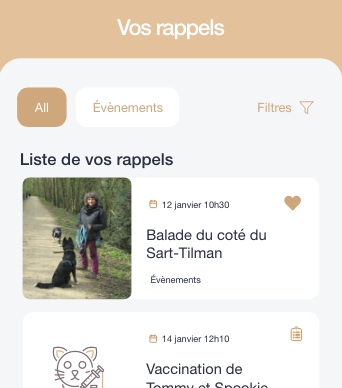 Vos rappels
All
Évènements
Filtres
Liste de vos rappels
12 janvier 10h30
Balade du coté du
Sart-Tilman
Évènements
14 janvier 12h10
Vaccination de
Tommy et Spookie